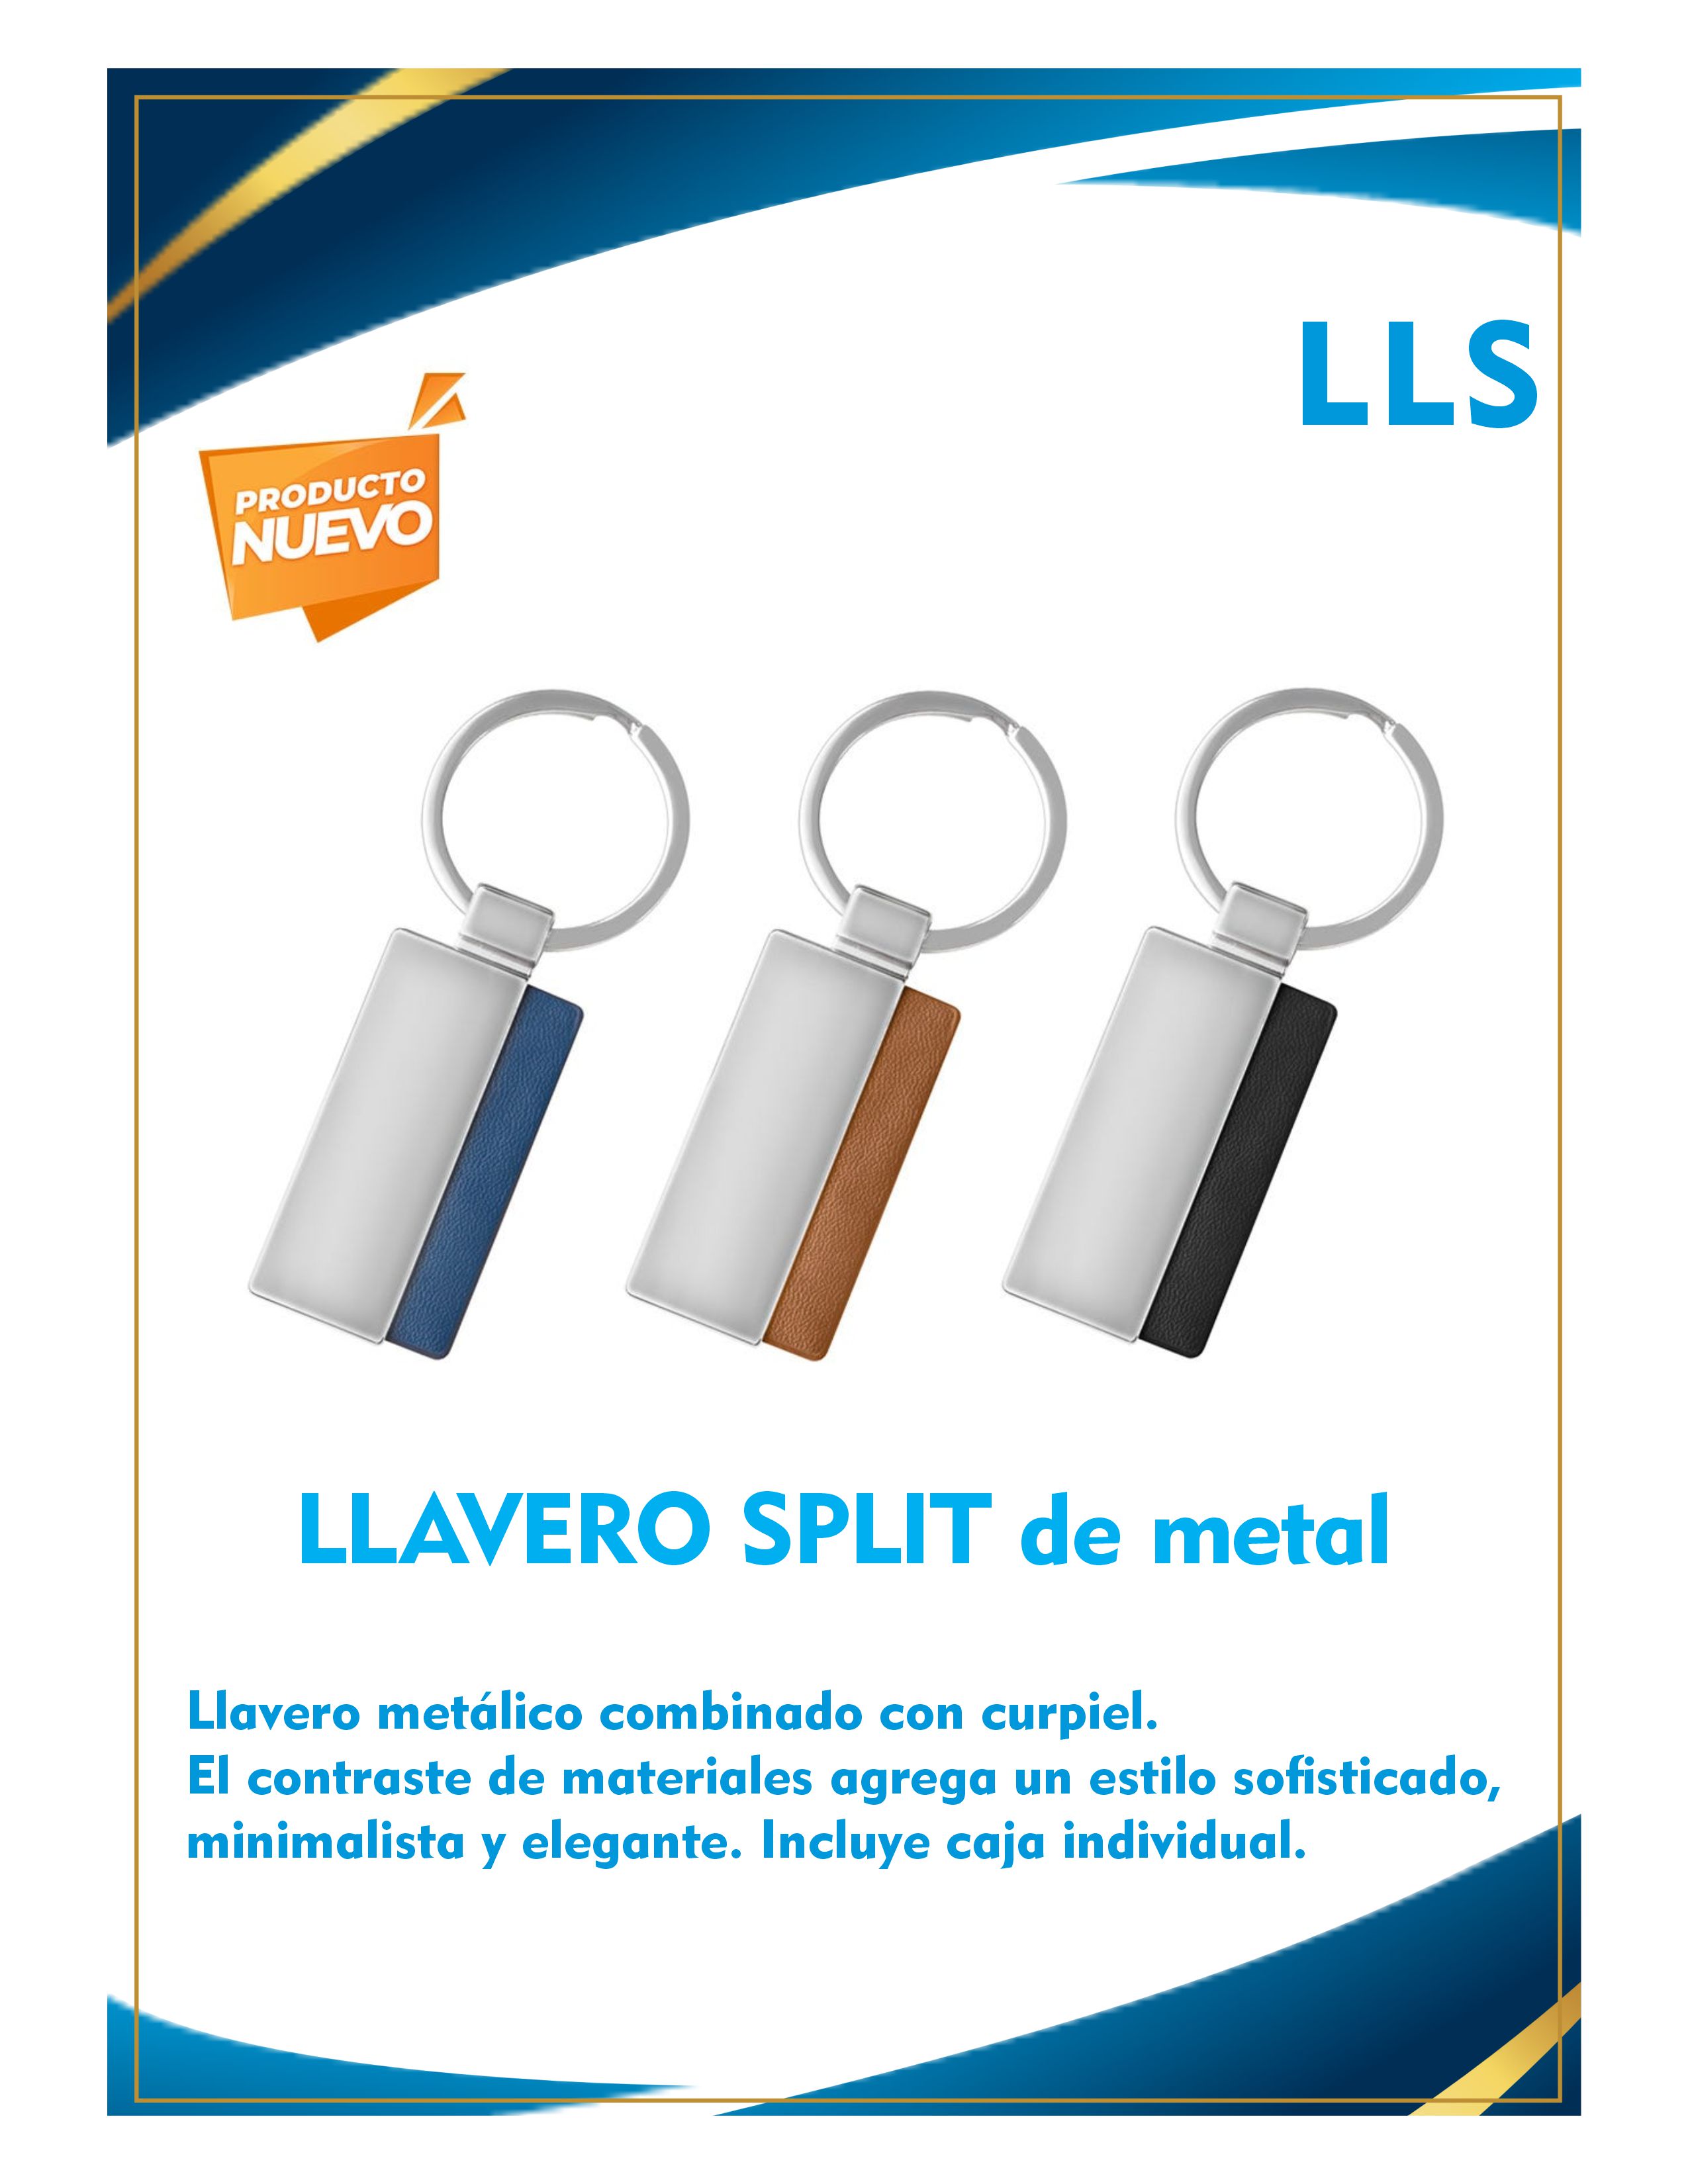 LLS
PRODUCTO
NUEVO
LLAVERO SPLIT de metal
Llavero metálico combinado con curpiel.
El contraste de materiales agrega un estilo sofisticado,
minimalista y elegante. Incluye caja individual.